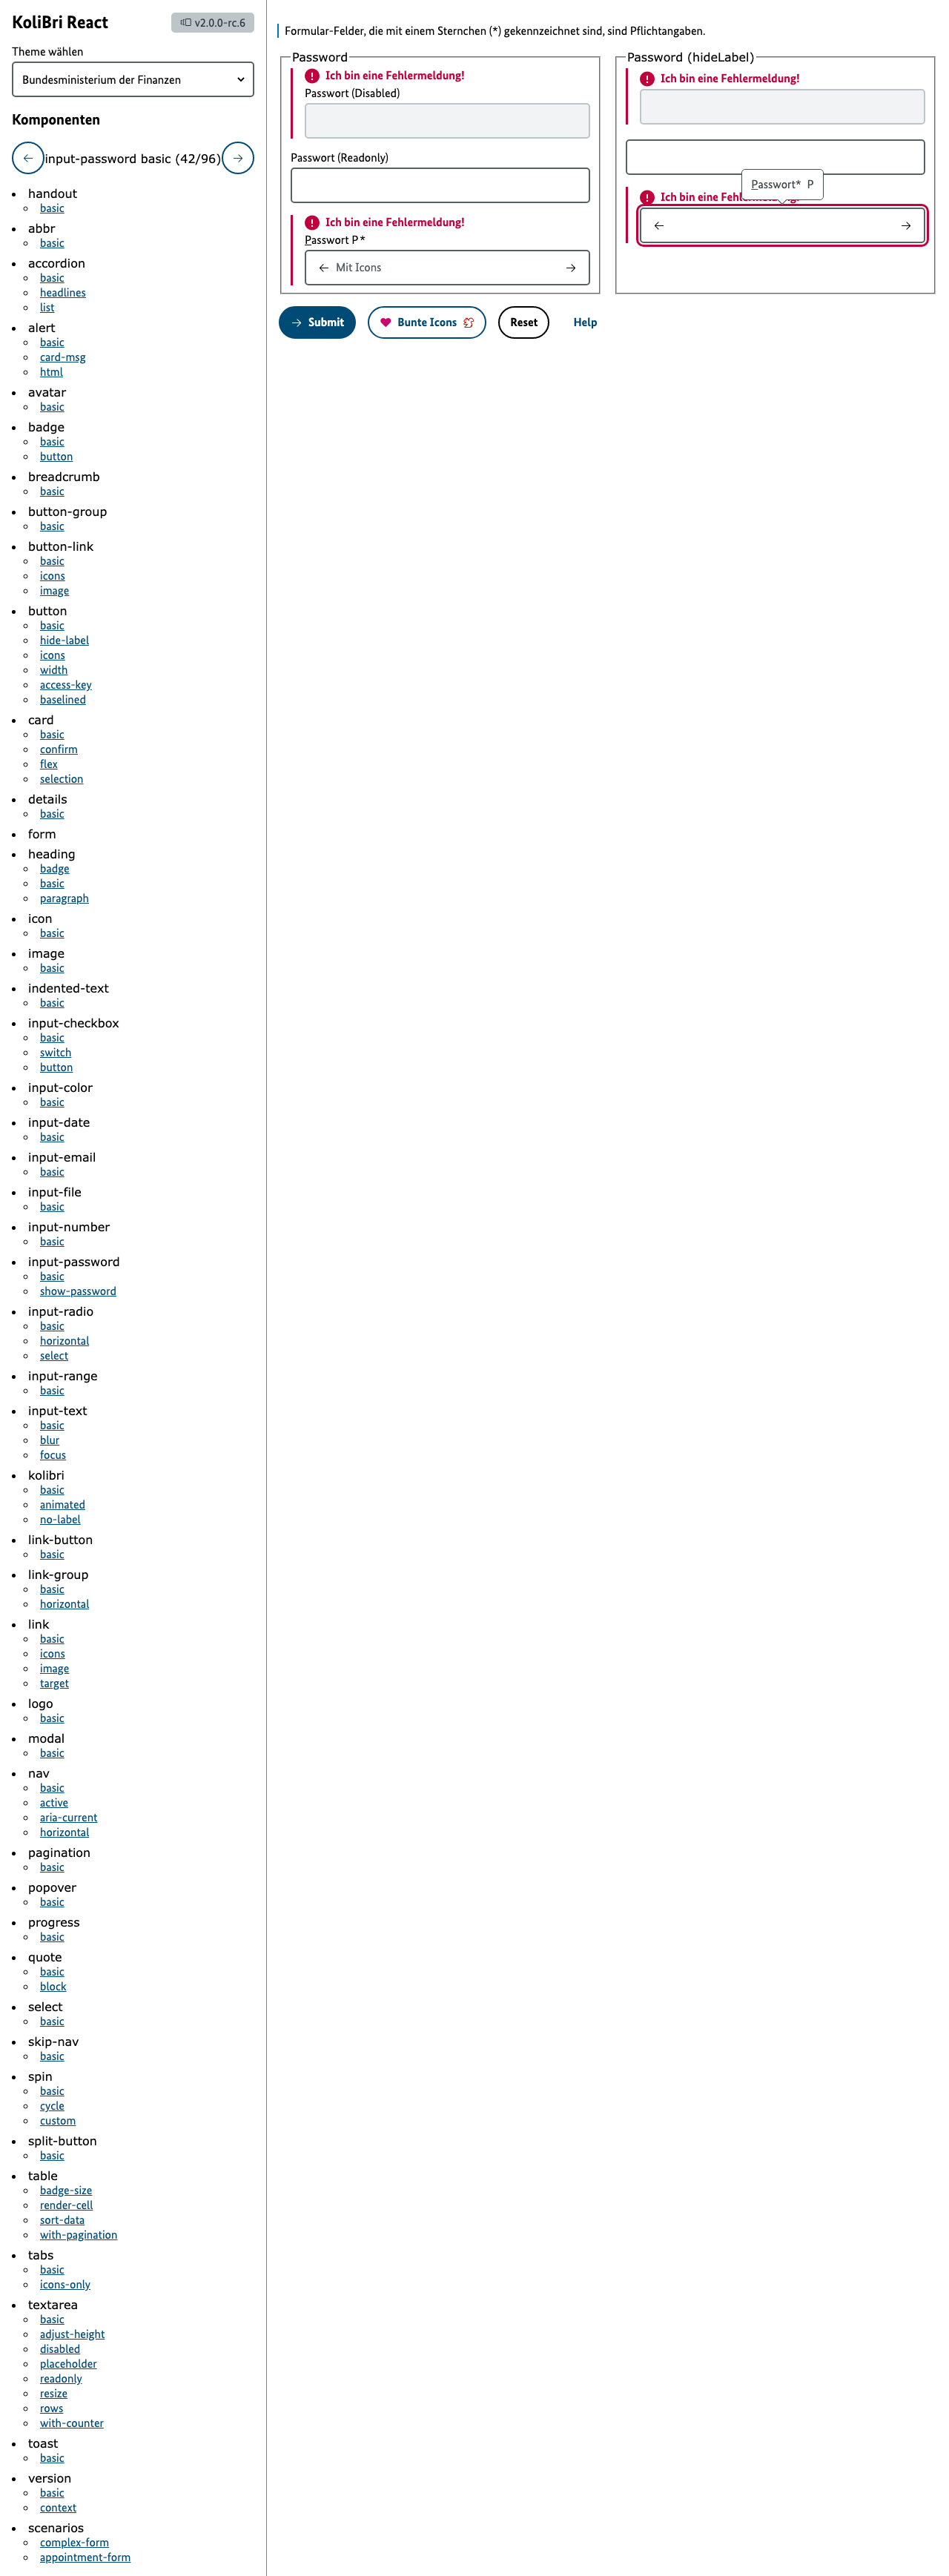 KoliBri React
v2.0.0-rc.6
Theme wählen
Bundesministerium der Finanzen
Komponenten
input-password basic (42/96)
handout
basic
abbr
basic
accordion
basic
headlines
list
alert
basic
card-msg
html
avatar
basic
badge
basic
button
breadcrumb
basic
button-group
basic
button-link
basic
icons
image
button
basic
hide-label
icons
width
access-key
baselined
card
basic
confirm
flex
selection
details
basic
form
heading
badge
basic
paragraph
icon
basic
image
basic
indented-text
basic
input-checkbox
basic
switch
button
input-color
basic
input-date
basic
input-email
basic
input-file
basic
input-number
basic
input-password
basic
show-password
input-radio
basic
horizontal
select
input-range
basic
input-text
basic
blur
focus
kolibri
basic
animated
no-label
link-button
basic
link-group
basic
horizontal
link
basic
icons
image
target
logo
basic
modal
basic
nav
basic
active
aria-current
horizontal
pagination
basic
popover
basic
progress
basic
quote
basic
block
select
basic
skip-nav
basic
spin
basic
cycle
custom
split-button
basic
table
badge-size
render-cell
sort-data
with-pagination
tabs
basic
icons-only
textarea
basic
adjust-height
disabled
placeholder
readonly
resize
rows
with-counter
toast
basic
version
basic
context
scenarios
complex-form
appointment-form
Formular-Felder, die mit einem Sternchen (*) gekennzeichnet sind, sind Pflichtangaben.
Password
Ich bin eine Fehlermeldung!
Passwort (Disabled)
Passwort (Readonly)
Ich bin eine Fehlermeldung!
Passwort P *
Mit Icons
Password (hideLabel)
Ich bin eine Fehlermeldung!
Passwort* P
Ich bin eine
Submit
Bunte Icons
Reset
Help